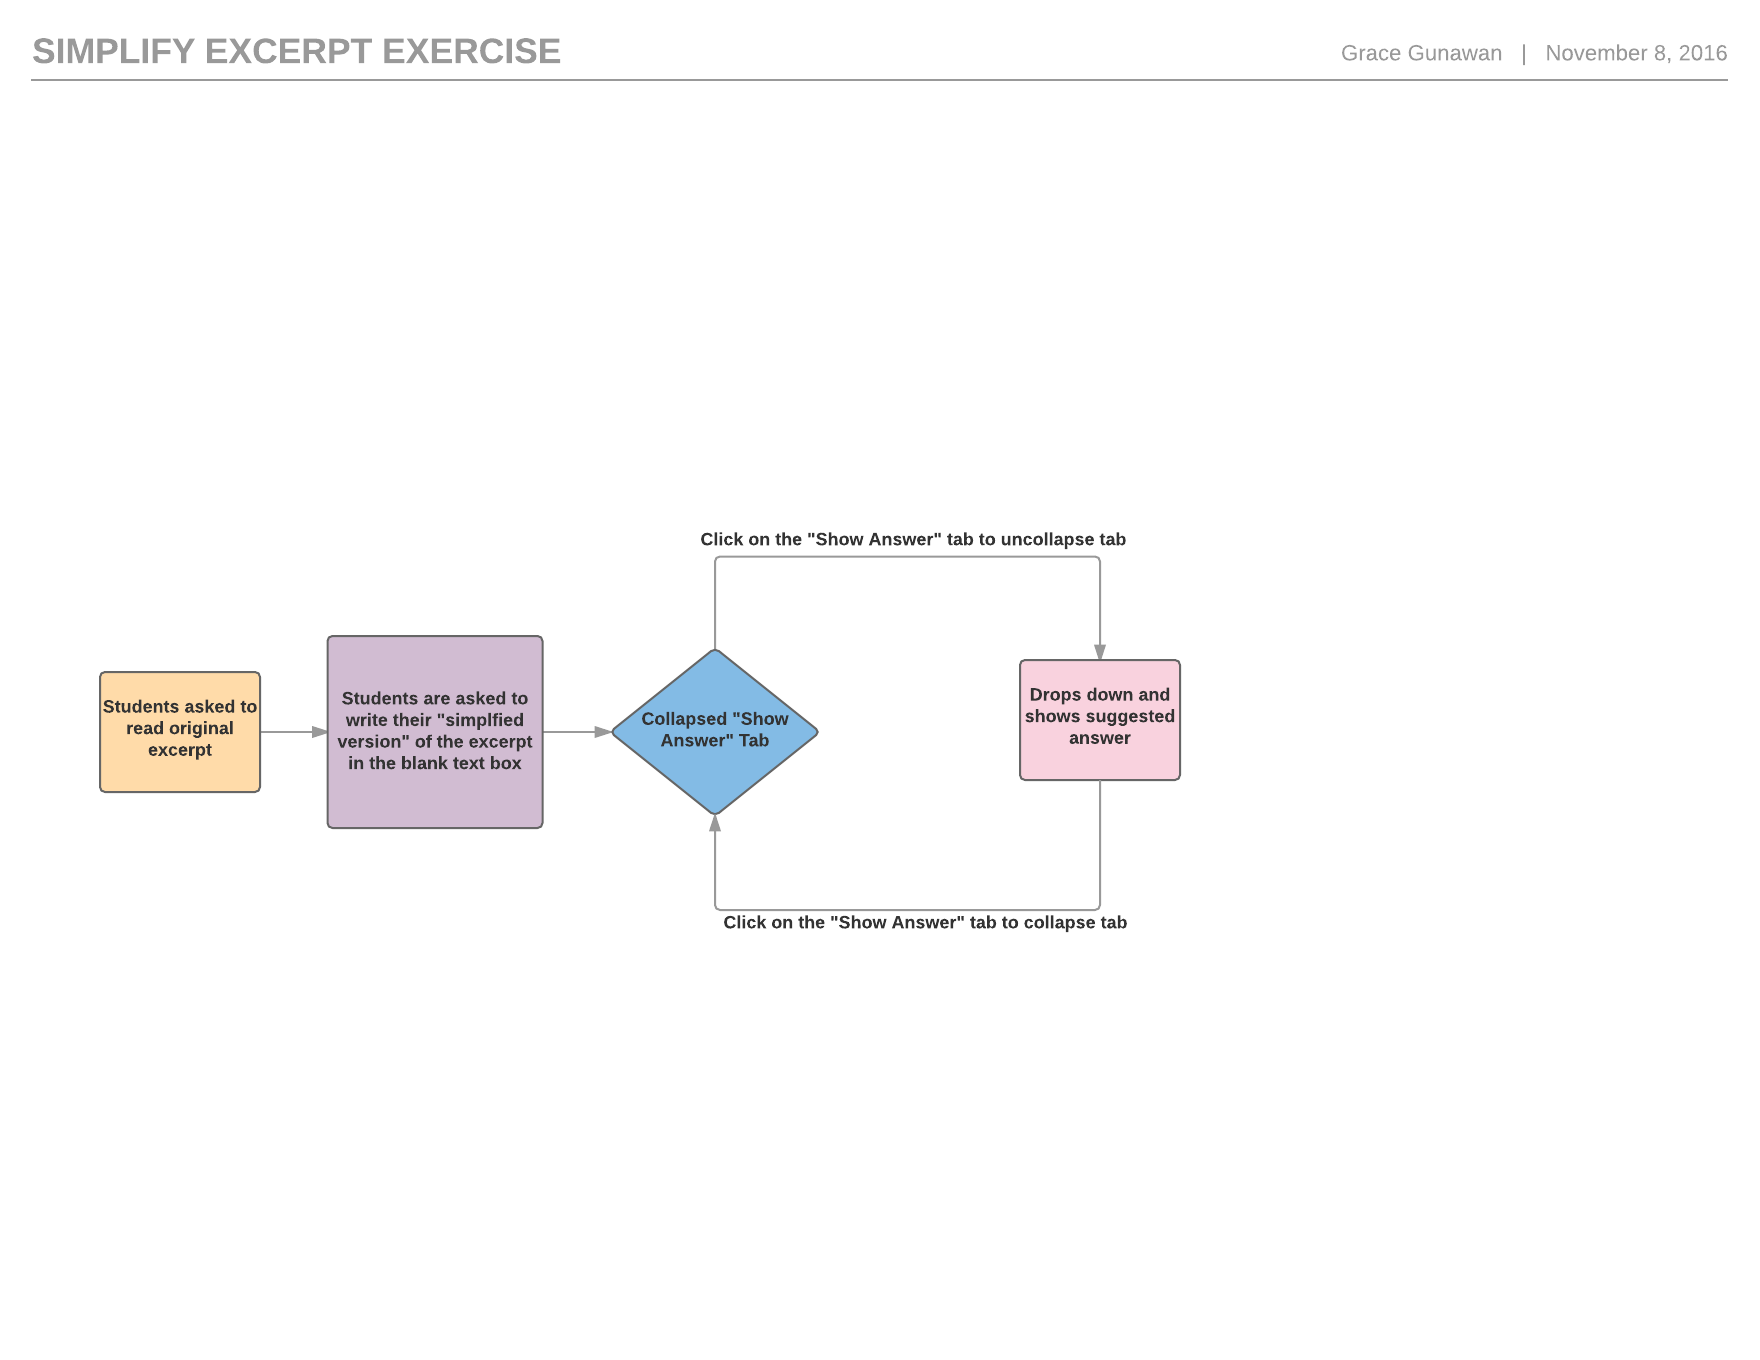 SIMPLIFY EXCERPT EXERCISE
Grace Gunawan | November 8, 2016
Click on the "Show Answer" tab to uncollapse tab
Students asked to
read original
excerpt
Students are asked to
write their "simplfied
version" of the excerpt
in the blank text box
Collapsed "Show
Answer" Tab
Drops down and
shows suggested
answer
Click on the "Show Answer" tab to collapse tab